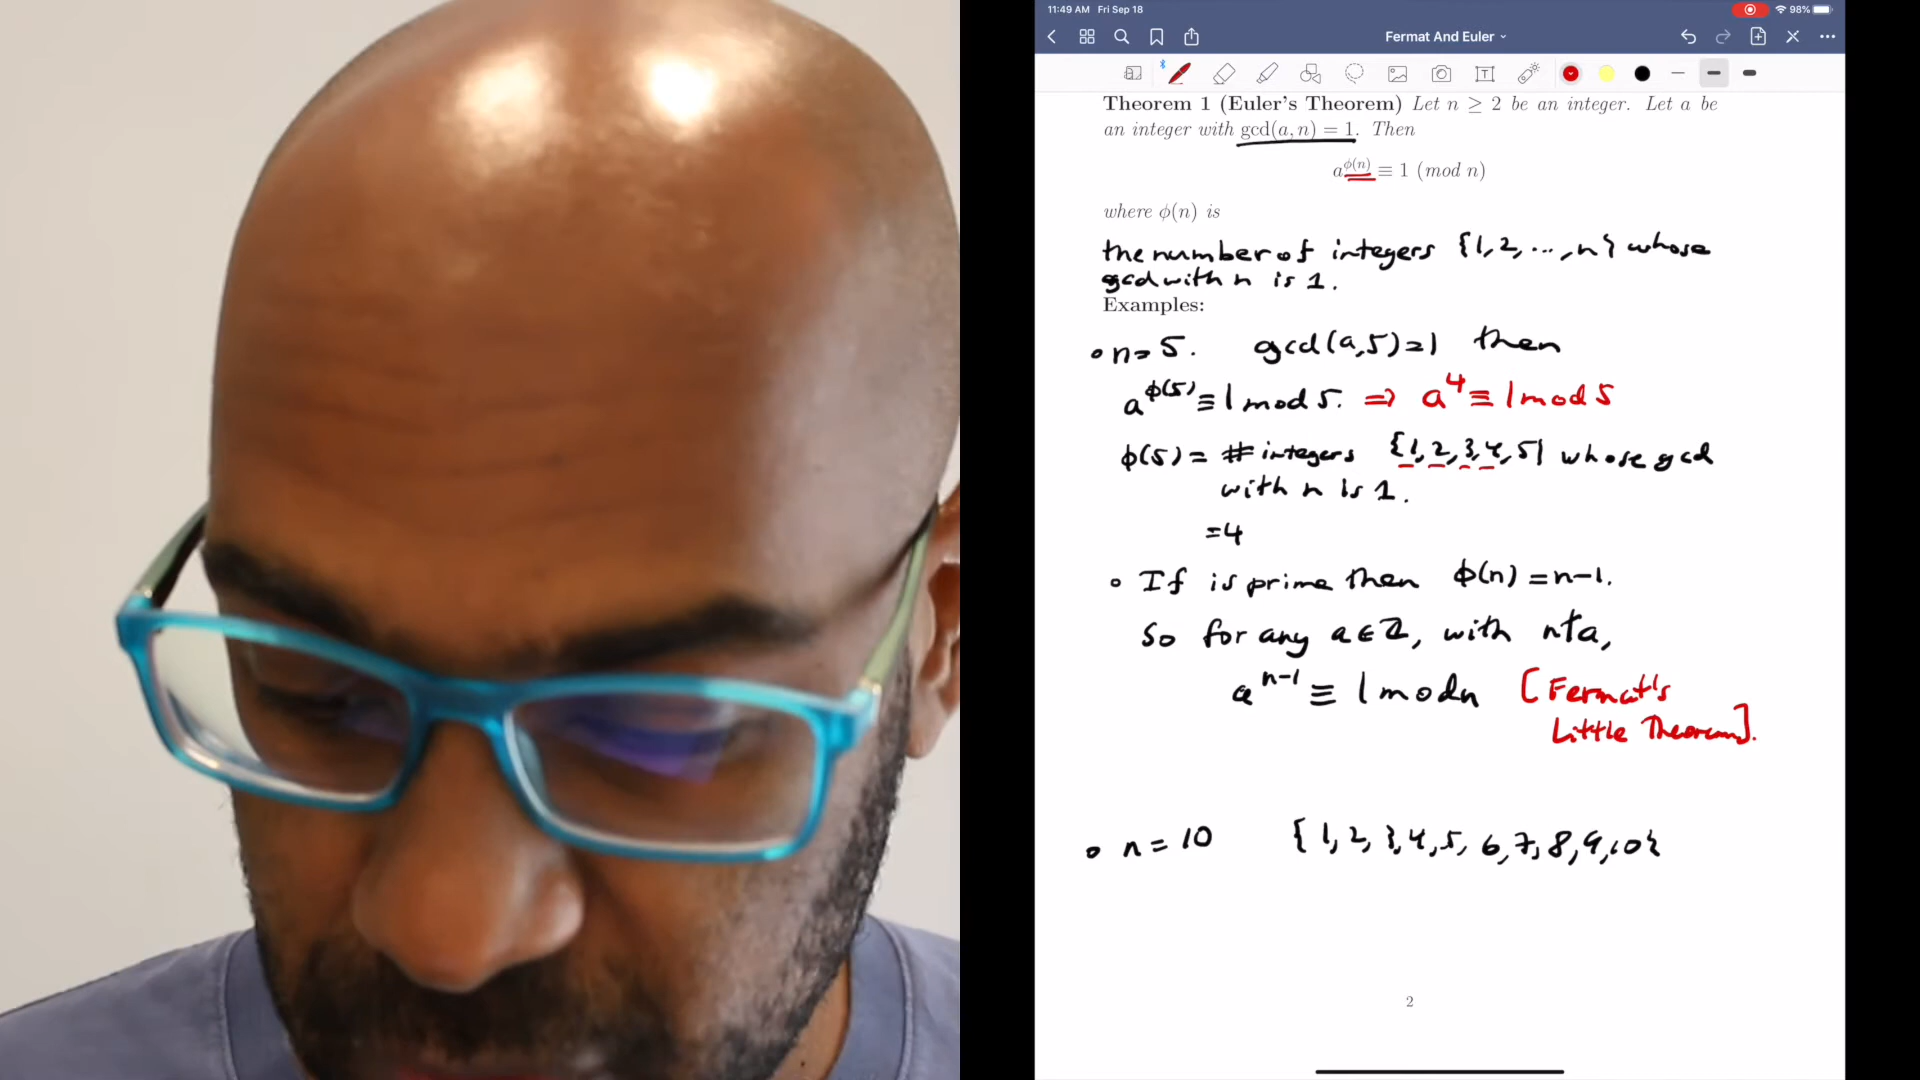 11:49 AM Fri Sep 18
98%
Fermat And Euler
Theorem 1 (Euler's Theorem) Let n ≥ 2 be an integer. Let a be
an integer with gcd(a, n) = 1. Then
a^ϕ(n) ≡ 1 (mod n)
where ϕ(n) is
the number of integers {1, 2, ..., n} whose
gcd with n is 1.
Examples:
∘ n = 5. gcd(a,5)=1 then
a^ϕ(5) ≡ 1 mod 5. ⇒ a^4 ≡ 1 mod 5
ϕ(5) = # integers {1, 2, 3, 4, 5} whose gcd
with n is 1.
=4
∘ If is prime then ϕ(n) = n-1.
So for any a∈ℤ, with n∤a,
a^n-1 ≡ 1 mod n [Fermat's
Little Theorem].
∘ n = 10 {1, 2, 3, 4, 5, 6, 7, 8, 9, 10}
2